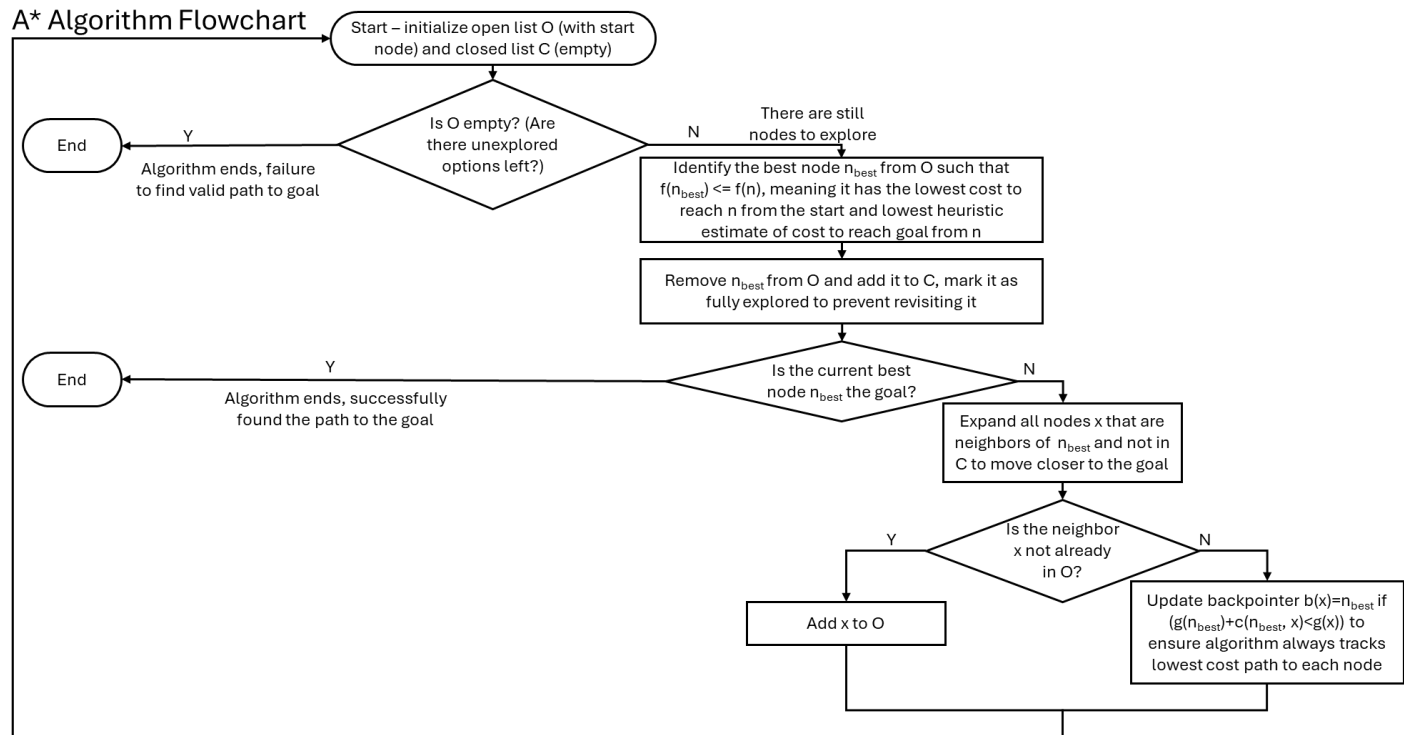 A* Algorithm Flowchart
Start – initialize open list O (with start
node) and closed list C (empty)
Is O empty? (Are
there unexplored
options left?)
Y
End
Algorithm ends, failure
to find valid path to goal
N
There are still
nodes to explore
Identify the best node nbest from O such that
f(nbest) <= f(n), meaning it has the lowest cost to
reach n from the start and lowest heuristic
estimate of cost to reach goal from n
Remove nbest from O and add it to C, mark it as
fully explored to prevent revisiting it
Is the current best
node nbest the goal?
Y
End
Algorithm ends, successfully
found the path to the goal
N
Expand all nodes x that are
neighbors of nbest and not in
C to move closer to the goal
Is the neighbor
x not already
in O?
Y
Add x to O
N
Update backpointer b(x)=nbest if
(g(nbest)+c(nbest, x)<g(x)) to
ensure algorithm always tracks
lowest cost path to each node